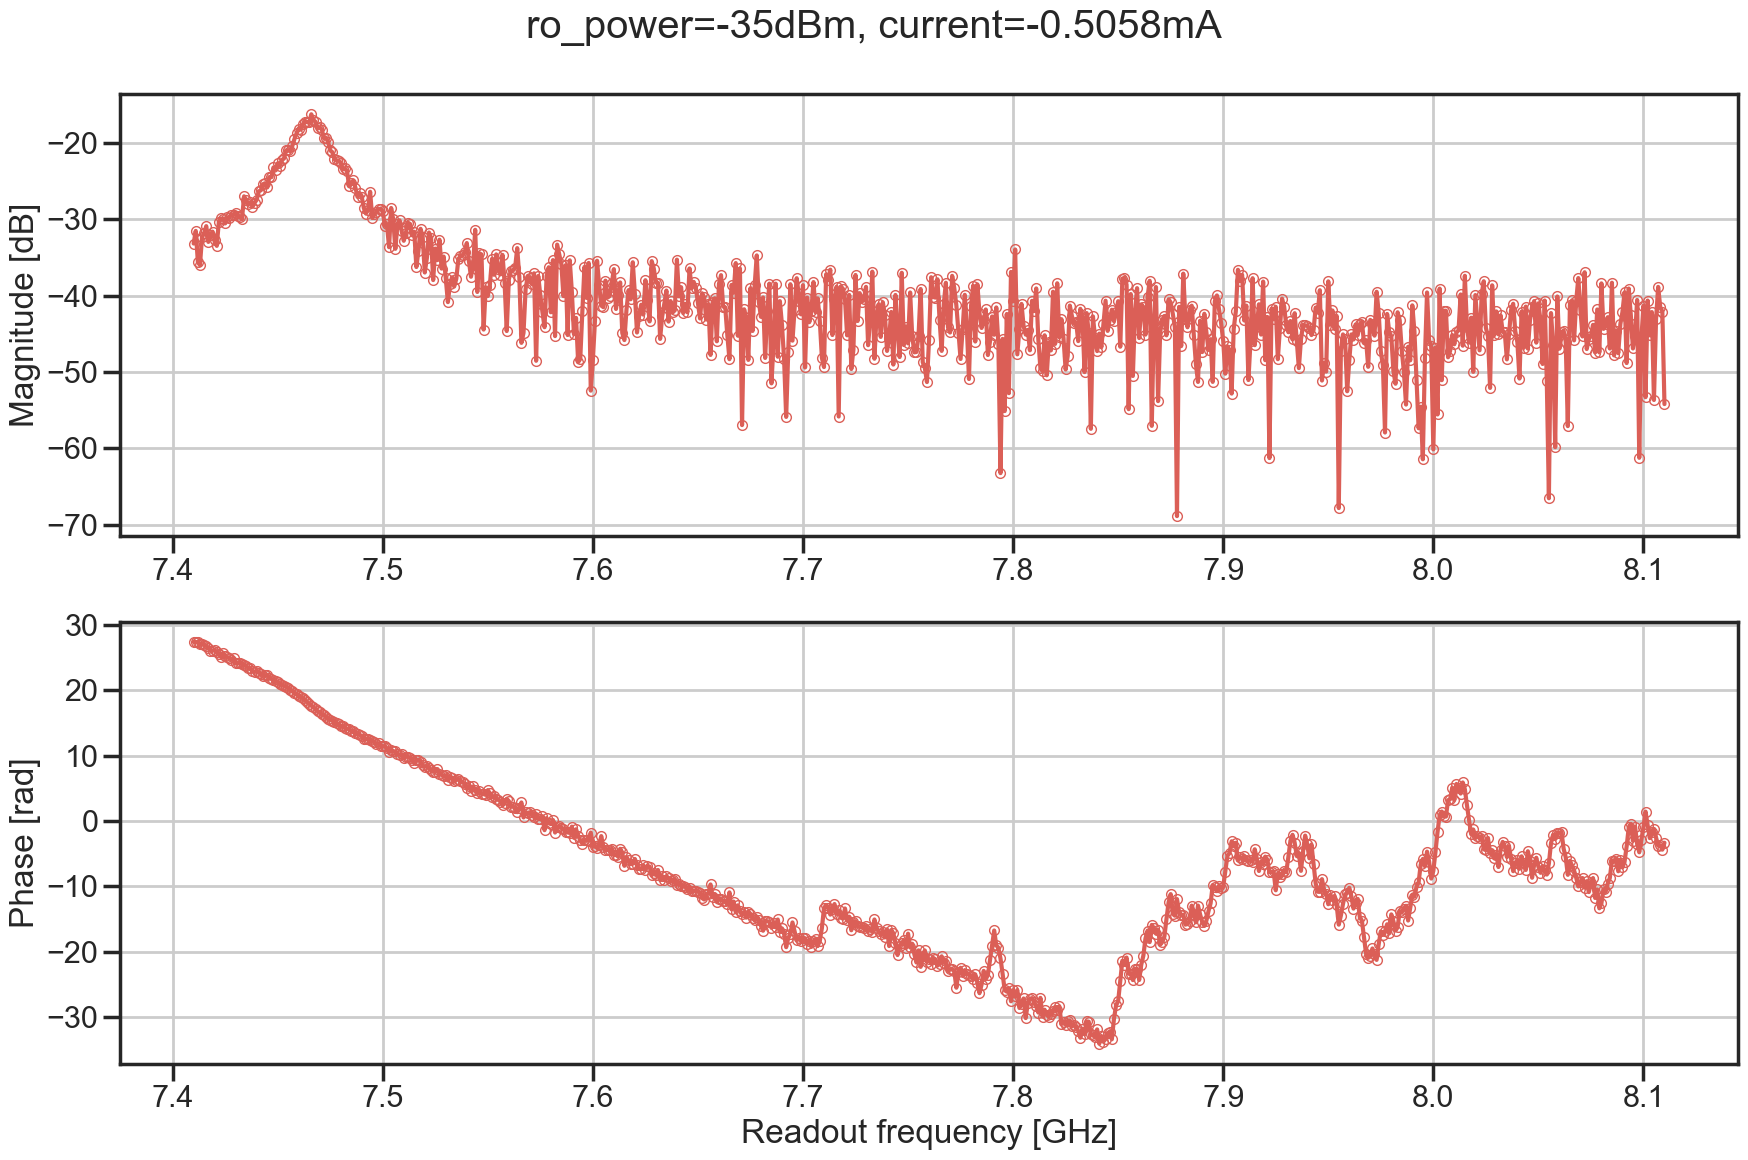 ro_power=-35dBm, current=-0.5058mA
Magnitude [dB]
−20
−30
−40
−50
−60
−70
7.4 7.5 7.6 7.7 7.8 7.9 8.0 8.1
Phase [rad]
30
20
10
0
−10
−20
−30
7.4 7.5 7.6 7.7 7.8 7.9 8.0 8.1
Readout frequency [GHz]